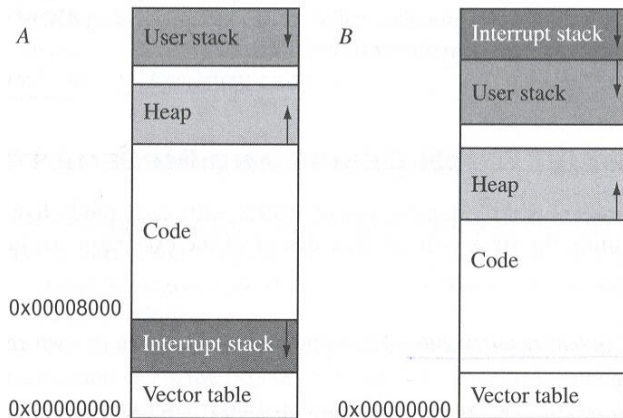 A
User stack
Heap
Code
0x00008000
Interrupt stack
Vector table
0x00000000
B
Interrupt stack
User stack
Heap
Code
Vector table
0x00000000